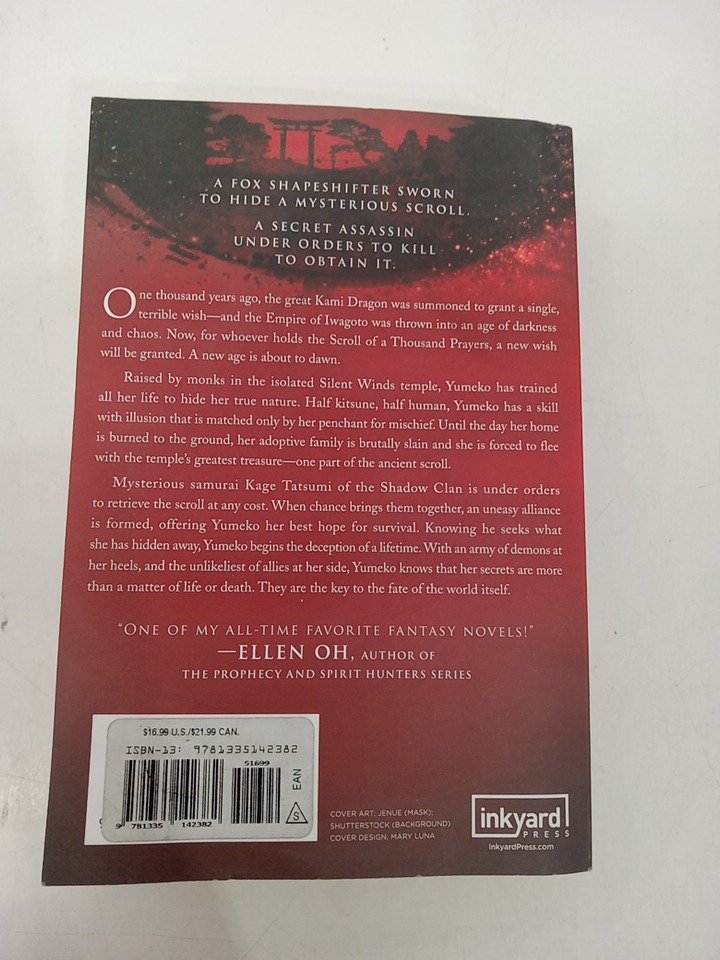 A FOX SHAPESHIFTER SWORN
TO HIDE A MYSTERIOUS SCROLL.
A SECRET ASSASSIN
UNDER ORDERS TO KILL
TO OBTAIN IT.
One thousand years ago, the great Kami Dragon was summoned to grant a single,
terrible wish—and the Empire of Iwagoto was thrown into an age of darkness
and chaos. Now, for whoever holds the Scroll of a Thousand Prayers, a new wish
will be granted. A new age is about to dawn.
Raised by monks in the isolated Silent Winds temple, Yumeko has trained
all her life to hide her true nature. Half kitsune, half human, Yumeko has a skill
with illusion that is matched only by her penchant for mischief. Until the day her home
is burned to the ground, her adoptive family is brutally slain and she is forced to flee
with the temple's greatest treasure—one part of the ancient scroll.
Mysterious samurai Kage Tatsumi of the Shadow Clan is under orders
to retrieve the scroll at any cost. When chance brings them together, an uneasy alliance
is formed, offering Yumeko her best hope for survival. Knowing he seeks what
she has hidden away, Yumeko begins the deception of a lifetime. With an army of demons at
her heels, and the unlikeliest of allies at her side, Yumeko knows that her secrets are more
than a matter of life or death. They are the key to the fate of the world itself.
"ONE OF MY ALL-TIME FAVORITE FANTASY NOVELS!"
—ELLEN OH, AUTHOR OF
THE PROPHECY AND SPIRIT HUNTERS SERIES
$16.99 U.S./$21.99 CAN.
ISBN-13: 9781335142382
51699
EAN
S
9 781335 142382
COVER ART: JENUE (MASK);
SHUTTERSTOCK (BACKGROUND)
COVER DESIGN: MARY LUNA
inkyard
PRESS
InkyardPress.com